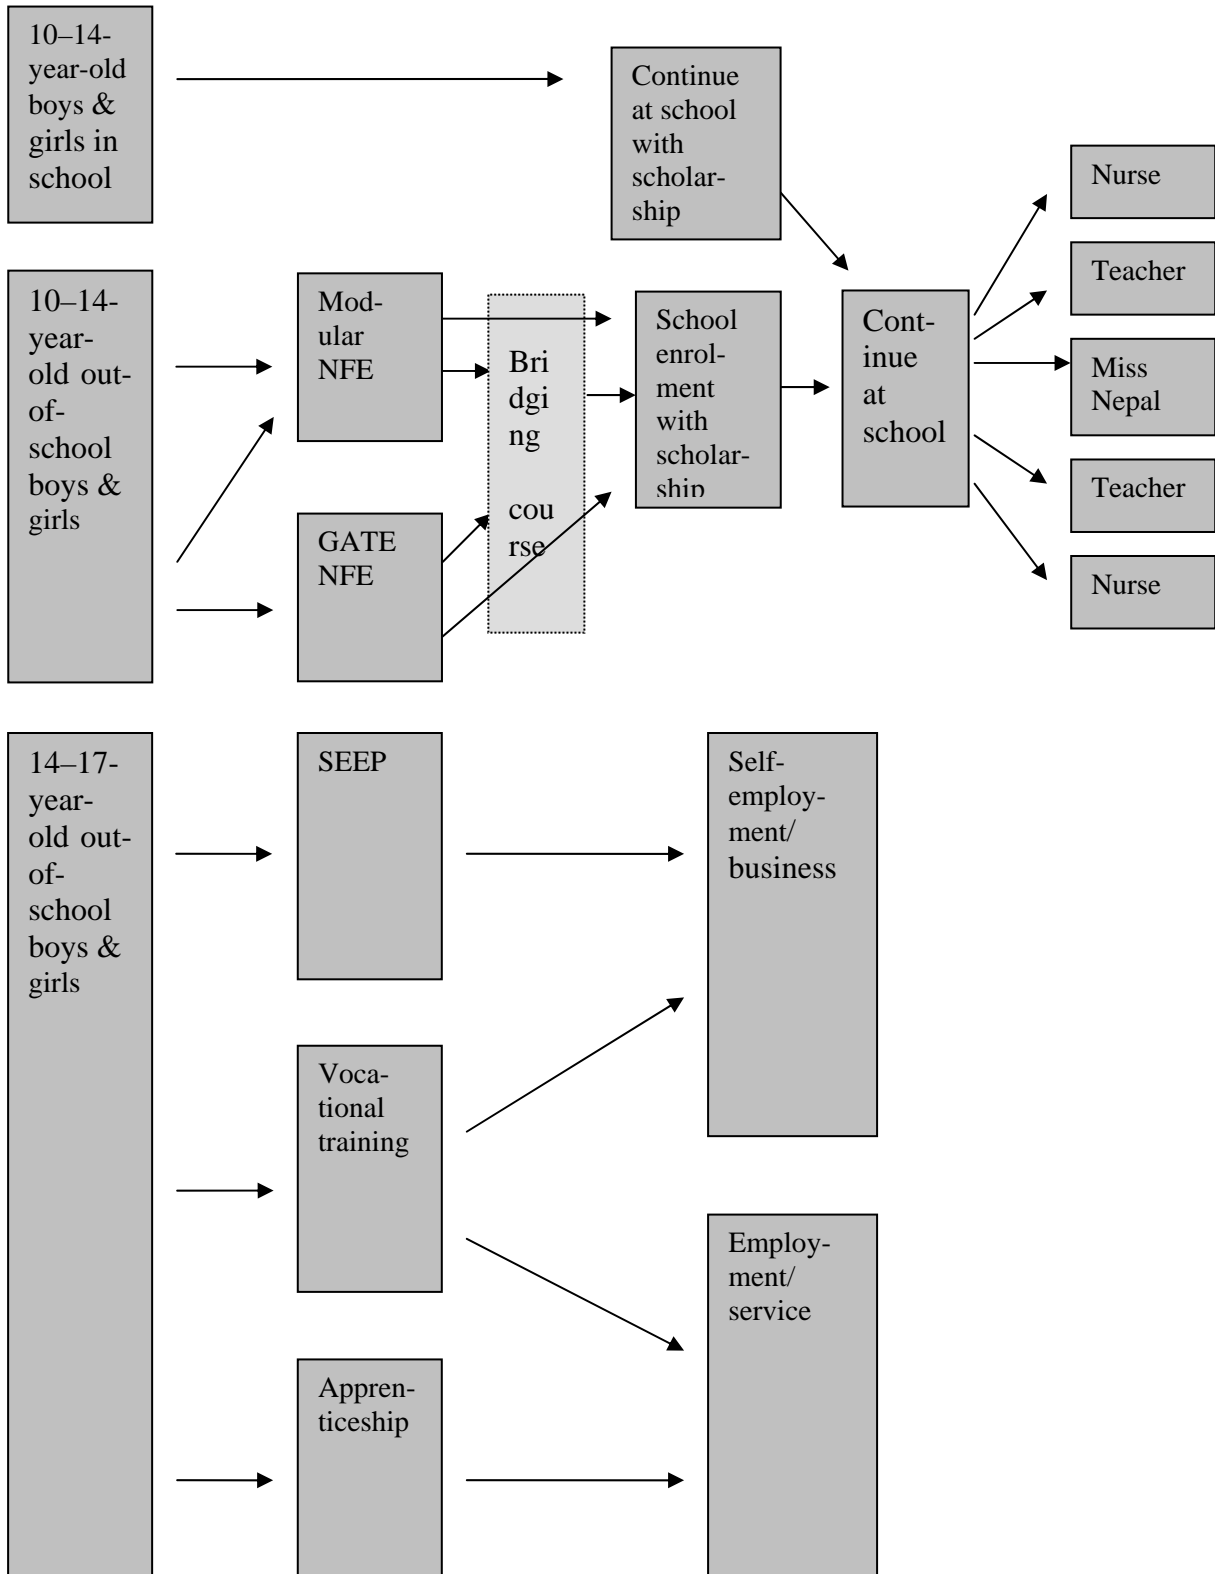 10–14-
year-old
boys &
girls in
school
Continue
at school
with
scholar-
ship
Nurse
Teacher
Miss
Nepal
Teacher
Nurse
10–14-
year-
old out-
of-
school
boys &
girls
Mod-
ular
NFE
GATE
NFE
Bri
dgi
ng
cou
rse
School
enrol-
ment
with
scholar-
ship
Cont-
inue
at
school
14–17-
year-
old out-
of-
school
boys &
girls
SEEP
Self-
employ-
ment/
business
Voca-
tional
training
Employ-
ment/
service
Appren-
ticeship